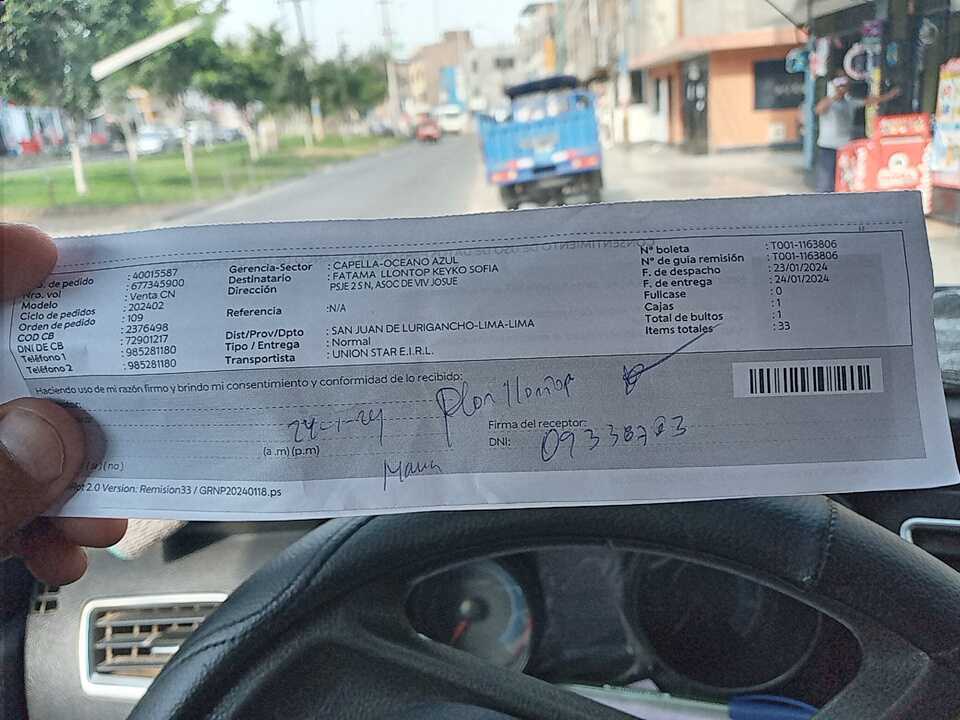 . de pedido : 40015587
Nro. vol : 677345900
Modelo : Venta CN
Ciclo de pedidos : 202402
Orden de pedido : 109
COD CB : 2376498
DNI DE CB : 72901217
Teléfono 1 : 985281180
Teléfono 2 : 985281180
Gerencia-Sector : CAPELLA-OCEANO AZUL
Destinatario : FATAMA LLONTOP KEYKO SOFIA
Dirección PSJE 2 S N, ASOC DE VIV JOSUE
Referencia :N/A
Dist/Prov/Dpto : SAN JUAN DE LURIGANCHO-LIMA-LIMA
Tipo / Entrega : Normal
Transportista : UNION STAR E.I.R.L.
Nº boleta : T001-1163806
Nº de guía remisión : T001-1163806
F. de despacho : 23/01/2024
F. de entrega : 24/01/2024
Fullcase : 0
Cajas : 1
Total de bultos : 1
Items totales : 33
Haciendo uso de mi razón firmo y brindo mi consentimiento y conformidad de lo recibido:
24-1-24
(a .m) (p.m)
Firma del receptor:
DNI: 09338703
( no )
2.0 Version: Remision33 / GRNP20240118.ps